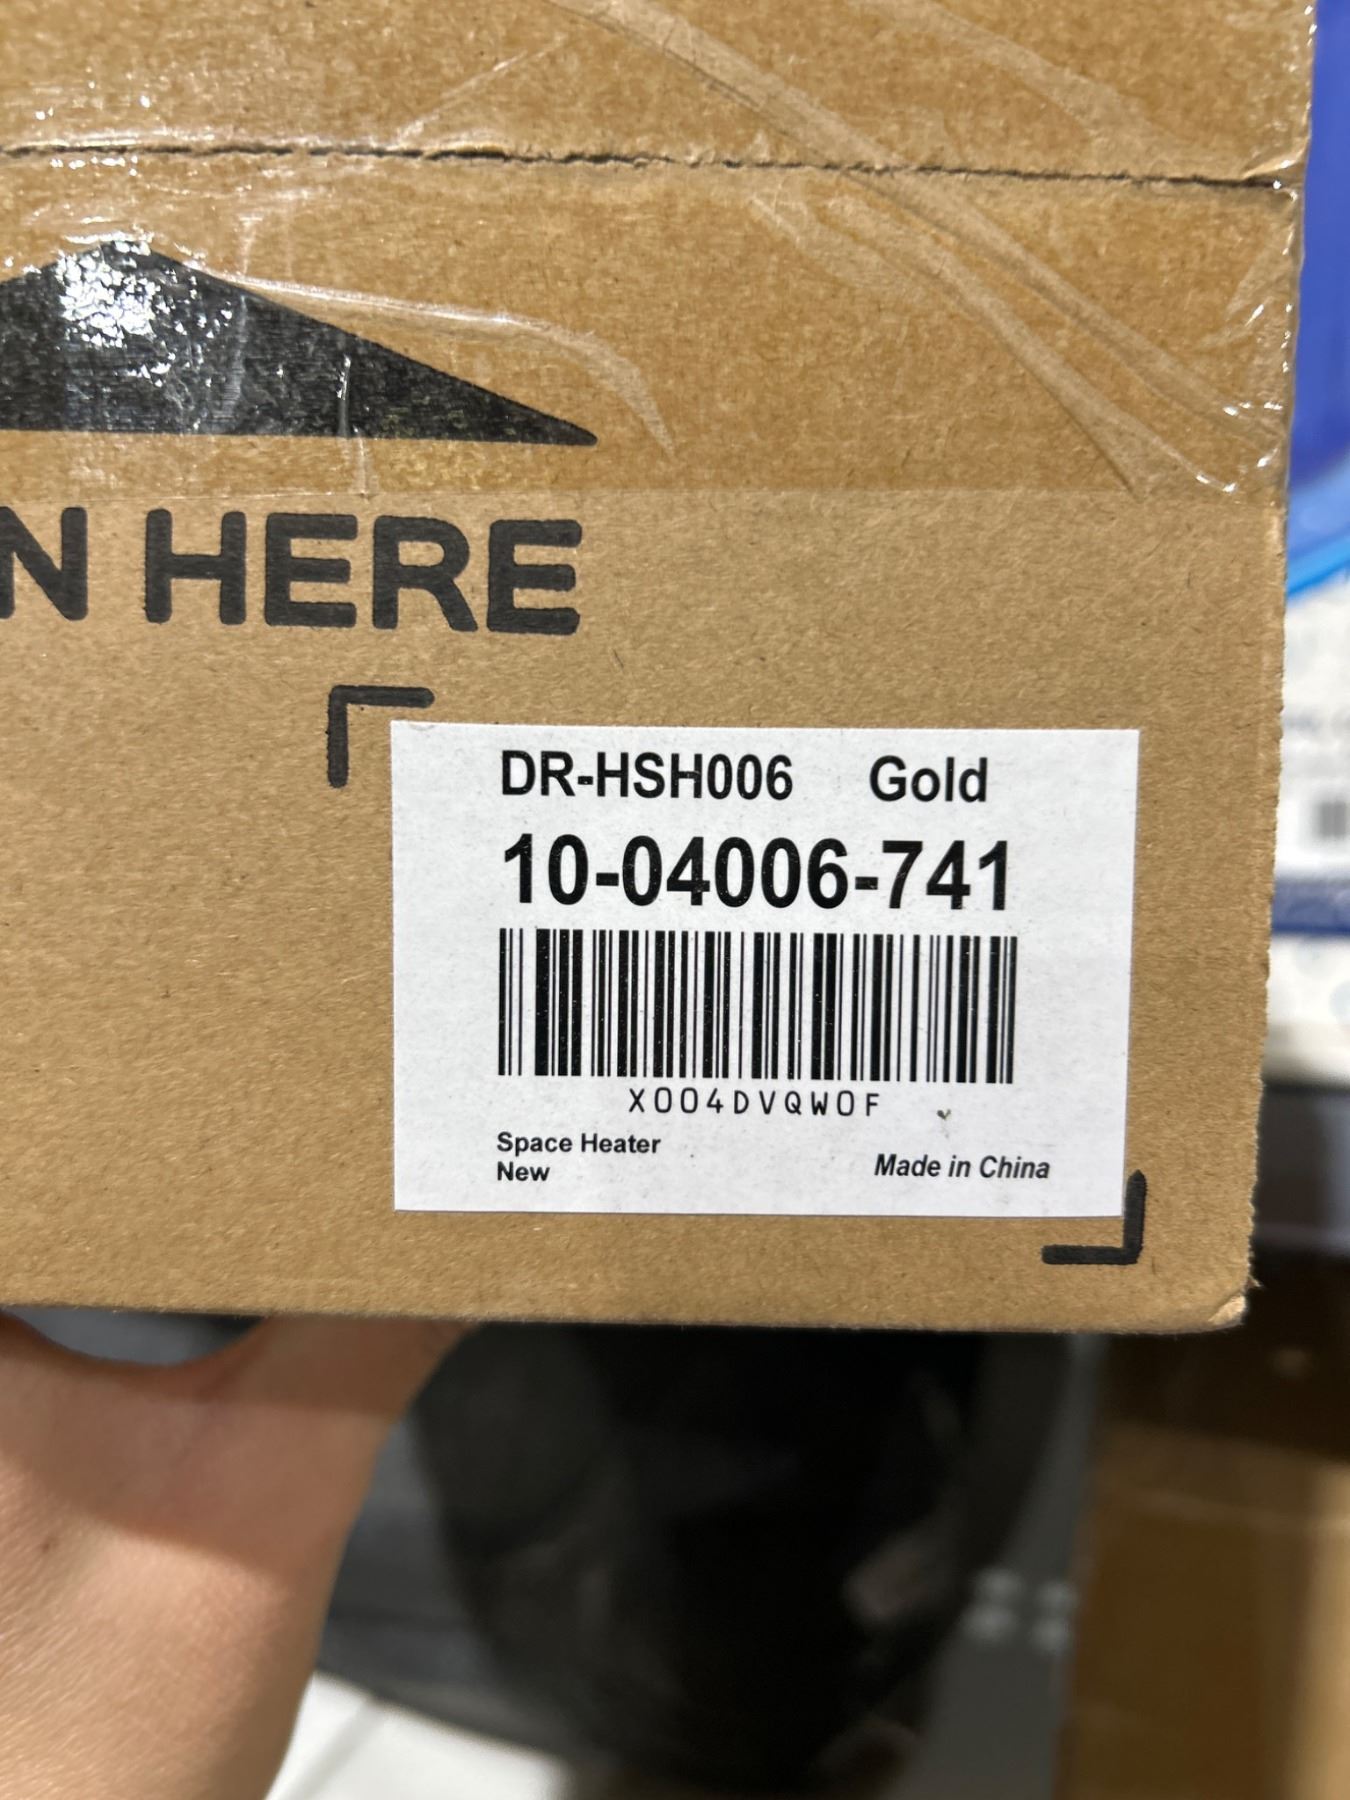 N HERE
DR-HSH006 Gold
10-04006-741
X004DVQW0F
Space Heater
New
Made in China